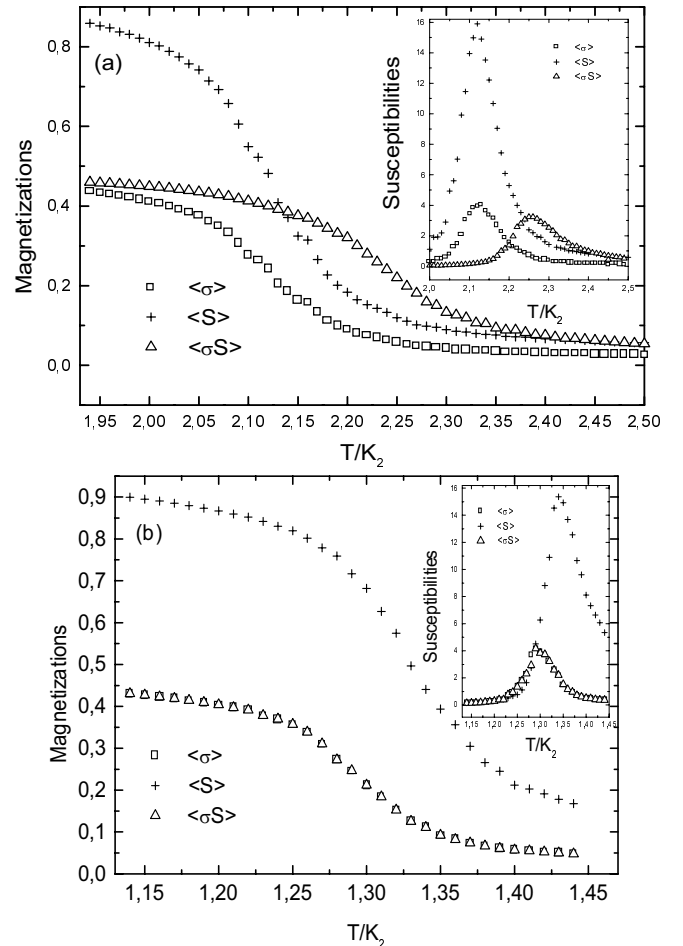 (a)
Magnetizations
0,8
0,6
0,4
0,2
0,0
<σ>
<S>
<σS>
1,95 2,00 2,05 2,10 2,15 2,20 2,25 2,30 2,35 2,40 2,45 2,50
T/K2
Susceptibilities
16
14
12
10
8
6
4
2
0
<σ>
<S>
<σS>
2,0 2,1 2,2 2,3 2,4 2,5
T/K2
(b)
Magnetizations
0,9
0,8
0,7
0,6
0,5
0,4
0,3
0,2
0,1
0,0
<σ>
<S>
<σS>
1,15 1,20 1,25 1,30 1,35 1,40 1,45
T/K2
Susceptibilities
16
14
12
10
8
6
4
2
0
<σ>
<S>
<σS>
1,15 1,20 1,25 1,30 1,35 1,40 1,45
T/K2